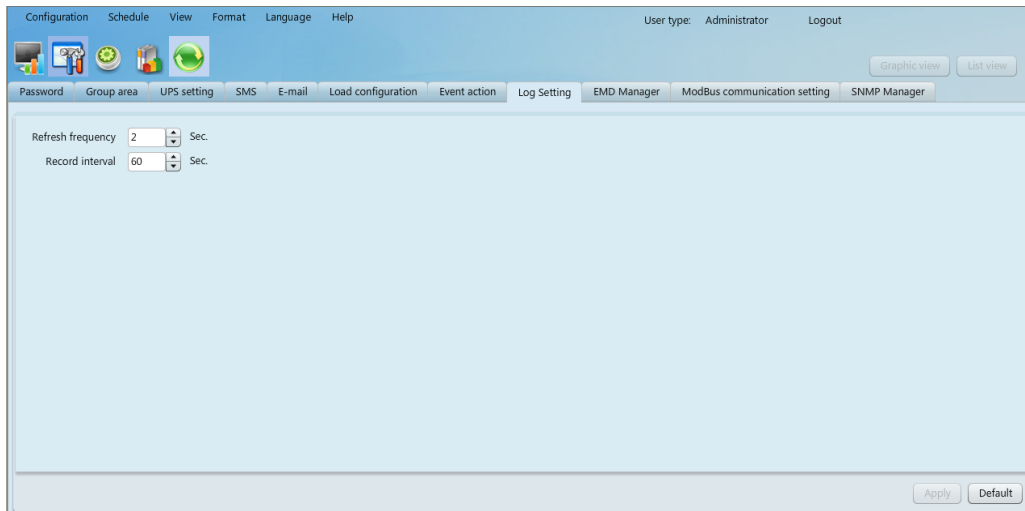 Configuration Schedule View Format Language Help User type: Administrator Logout
Graphic view List view
Password Group area UPS setting SMS E-mail Load configuration Event action Log Setting EMD Manager ModBus communication setting SNMP Manager
Refresh frequency 2 Sec.
Record interval 60 Sec.
Apply Default